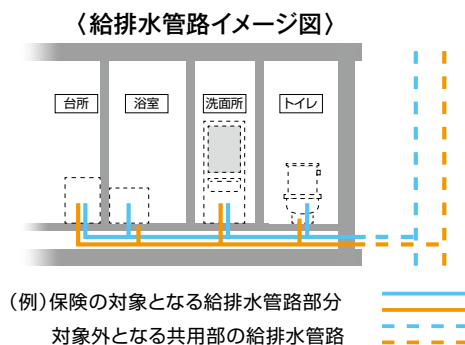 〈給排水管路イメージ図〉
台所
浴室
洗面所
トイレ
(例)保険の対象となる給排水管路部分
対象外となる共用部の給排水管路